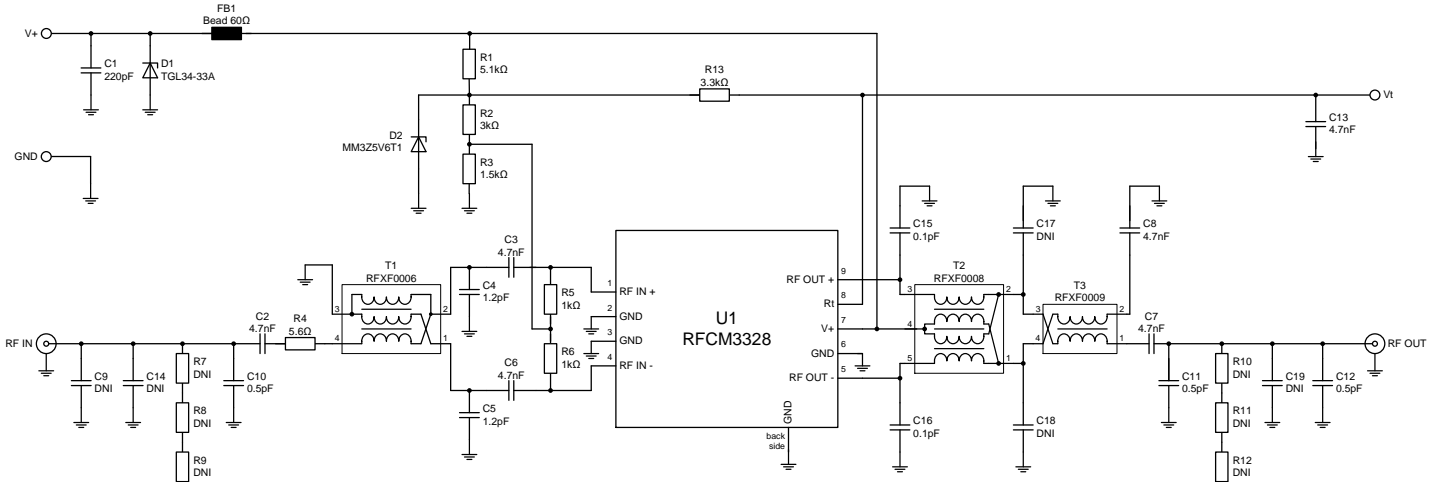 FB1
Bead 60Ω
V+
C1
220pF
D1
TGL34-33A
R1
5.1kΩ
R13
3.3kΩ
Vt
R2
3kΩ
C13
4.7nF
D2
MM3Z5V6T1
GND
R3
1.5kΩ
C15
0.1pF
C17
DNI
C8
4.7nF
C3
4.7nF
T1
RFXF0006
3
2
4
1
C4
1.2pF
R5
1kΩ
R6
1kΩ
C6
4.7nF
C5
1.2pF
1
RF IN +
2
GND
3
GND
4
RF IN -
U1
RFCM3328
RF OUT +
9
Rt
8
V+
7
GND
6
RF OUT -
5
GND
back
side
T2
RFXF0008
3
2
4
5
1
T3
RFXF0009
3
2
4
1
C7
4.7nF
C2
4.7nF
R4
5.6Ω
RF IN
RF OUT
C9
DNI
C14
DNI
R7
DNI
R8
DNI
R9
DNI
C10
0.5pF
C16
0.1pF
C18
DNI
C11
0.5pF
R10
DNI
R11
DNI
R12
DNI
C19
DNI
C12
0.5pF